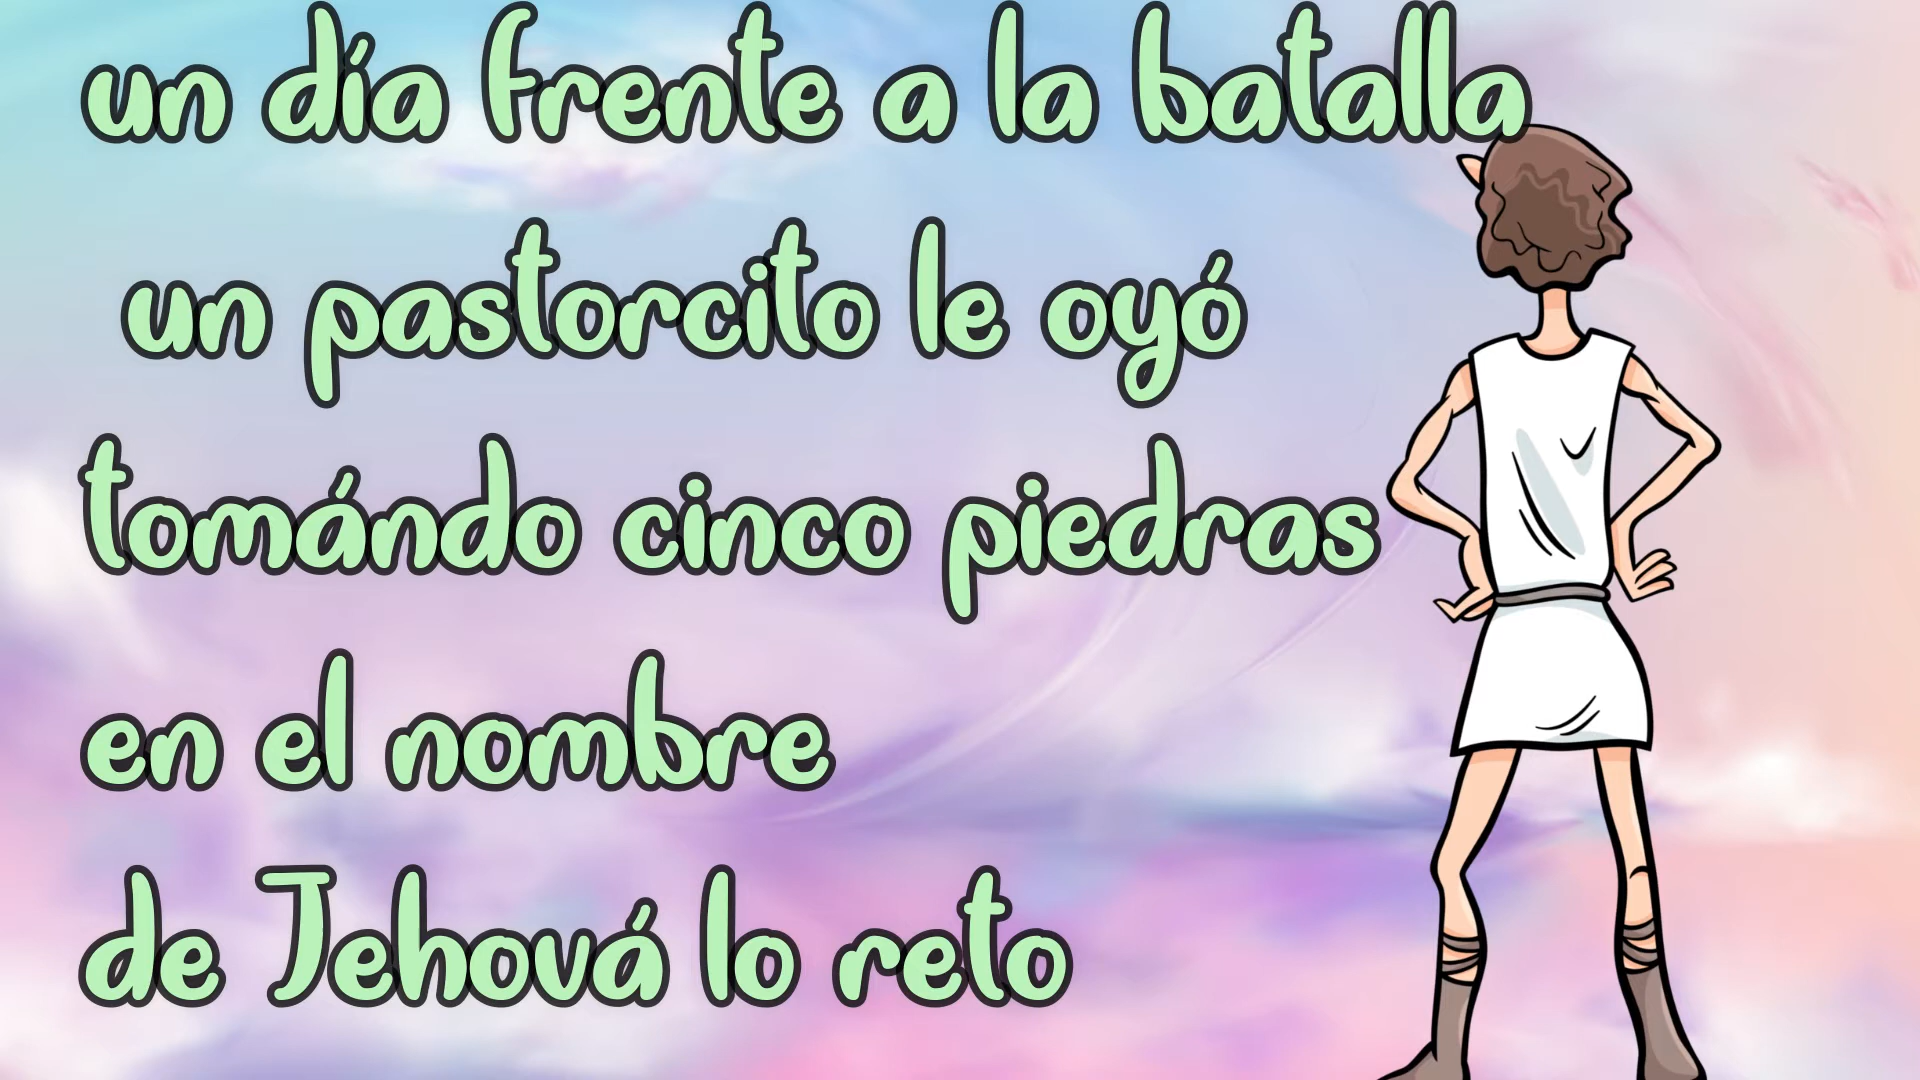 un día frente a la batalla
un pastorcito le oyó
tomándo cinco piedras
en el nombre
de Jehová lo reto